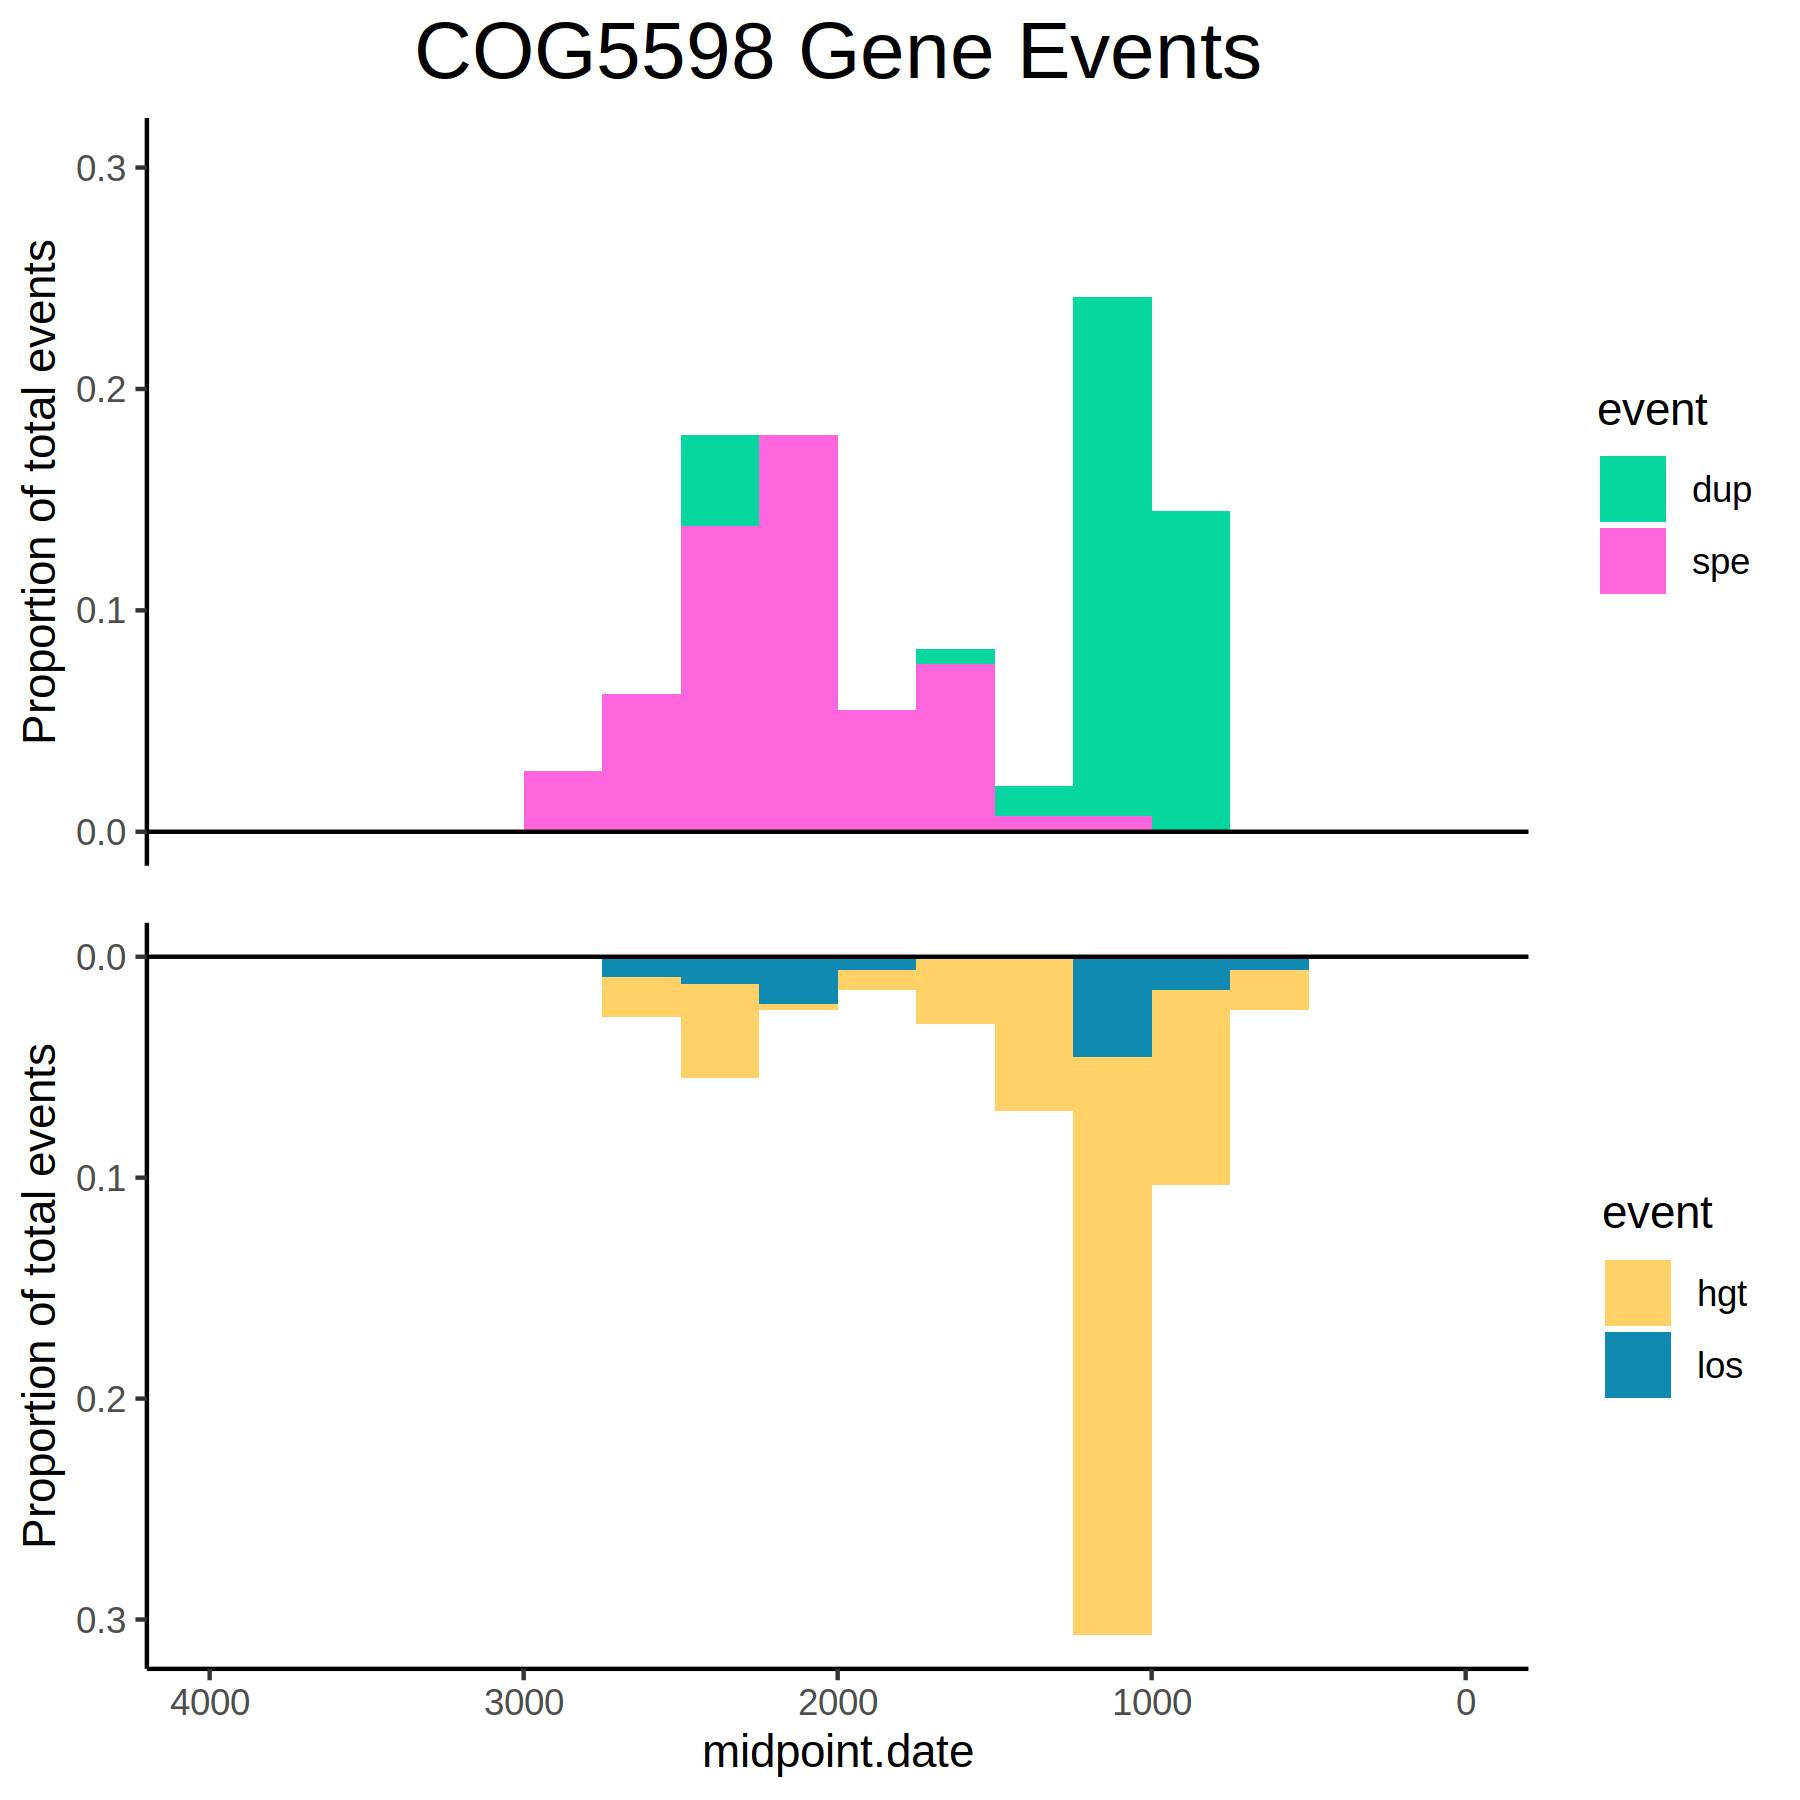 COG5598 Gene Events
Proportion of total events
0.3
0.2
0.1
0.0
event
dup
spe
Proportion of total events
0.0
0.1
0.2
0.3
event
hgt
los
4000 3000 2000 1000 0
midpoint.date